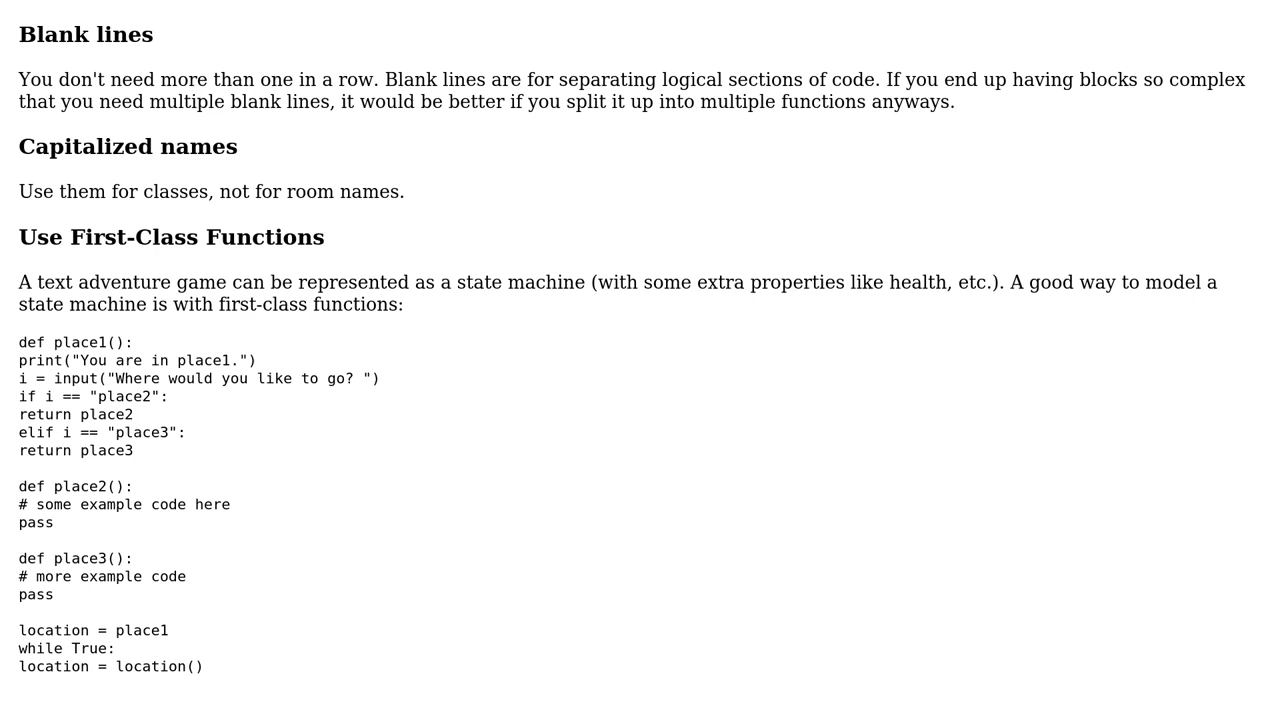 Blank lines
You don't need more than one in a row. Blank lines are for separating logical sections of code. If you end up having blocks so complex
that you need multiple blank lines, it would be better if you split it up into multiple functions anyways.
Capitalized names
Use them for classes, not for room names.
Use First-Class Functions
A text adventure game can be represented as a state machine (with some extra properties like health, etc.). A good way to model a
state machine is with first-class functions:
def place1():
print("You are in place1.")
i = input("Where would you like to go? ")
if i == "place2":
return place2
elif i == "place3":
return place3
def place2():
# some example code here
pass
def place3():
# more example code
pass
location = place1
while True:
location = location()